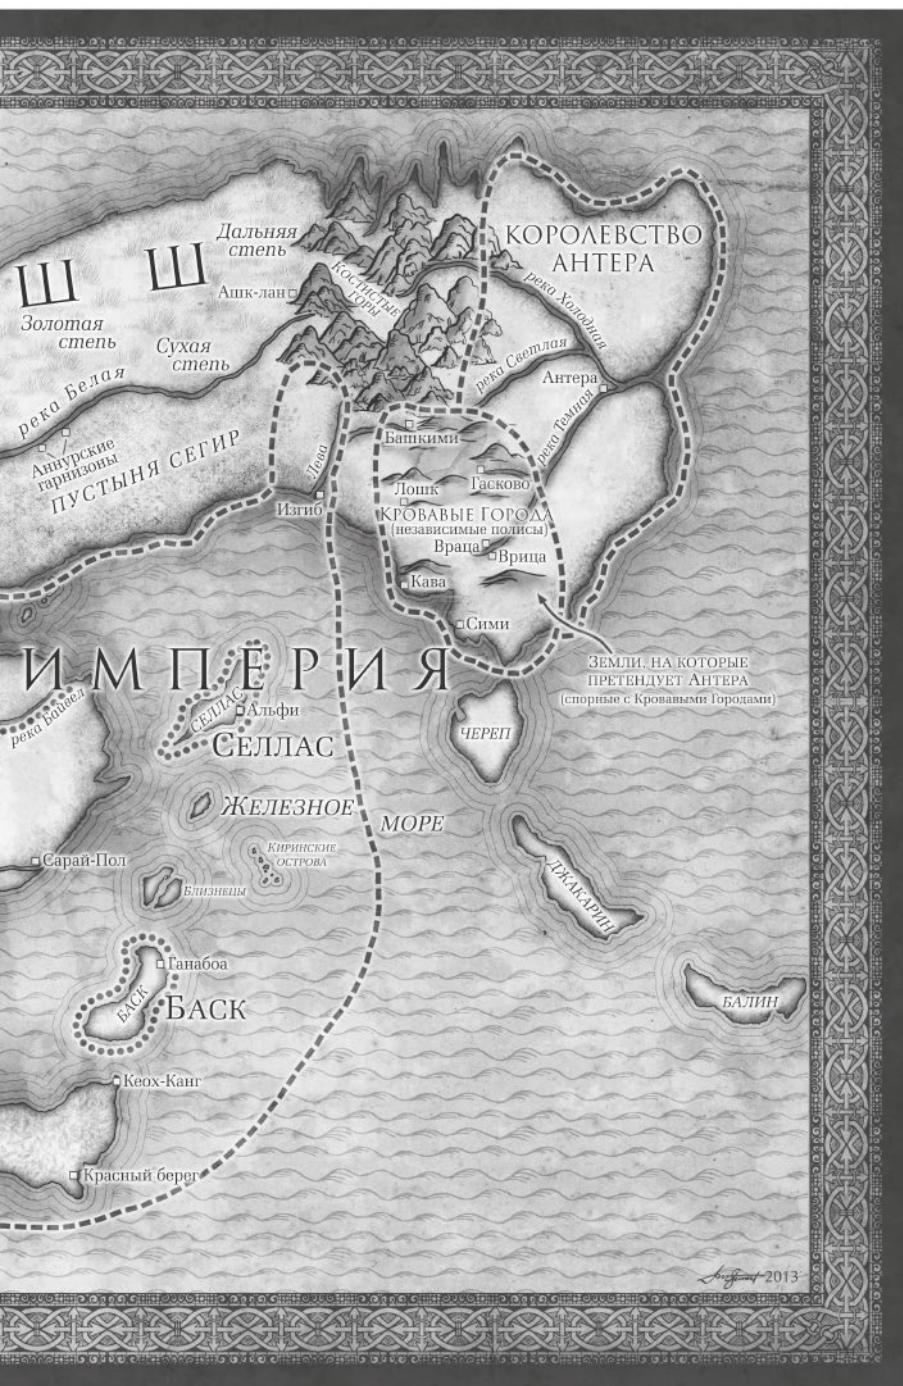 КОРОЛЕВСТВО
АНТЕРА
Дальняя
степь
Ш Ш
Ашк-лан
КОСТИСТЫЕ
ГОРЫ
река Холодная
Золотая
степь
Сухая
степь
река Светлая
Антера
река Белая
река Темная
Аннурские
гарнизоны
ПУСТЫНЯ СЕГИР
Лева
Изгиб
Башкими
Гасково
Лошк
КРОВАВЫЕ ГОРОДА
(независимые полисы)
Враца
Врица
Кава
Сими
ИМПЕРИЯ
ЗЕМЛИ, НА КОТОРЫЕ
ПРЕТЕНДУЕТ АНТЕРА
(спорные с Кровавыми Городами)
река Байвел
СЕЛЛАС
Альфи
СЕЛЛАС
ЧЕРЕП
ЖЕЛЕЗНОЕ
МОРЕ
КИРИНСКИЕ
ОСТРОВА
Сарай-Пол
БЛИЗНЕЦЫ
ДЖАКАРИН
Ганабоа
БАСК
БАСК
БАЛИН
Кеох-Канг
Красный берег
2013